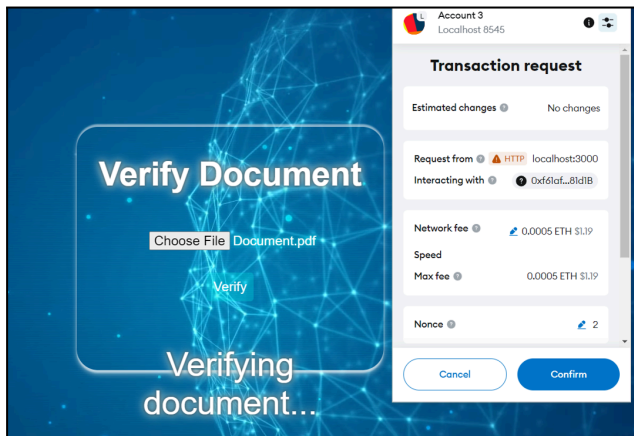 Verify Document
Choose File Document.pdf
Verify
Verifying
document...
L
Account 3
Localhost 8545
Transaction request
Estimated changes ? No changes
Request from ? HTTP localhost:3000
Interacting with ? ? 0xf61af...81d1B
Network fee ? 0.0005 ETH $1.19
Speed
Max fee ? 0.0005 ETH $1.19
Nonce ? 2
Cancel Confirm